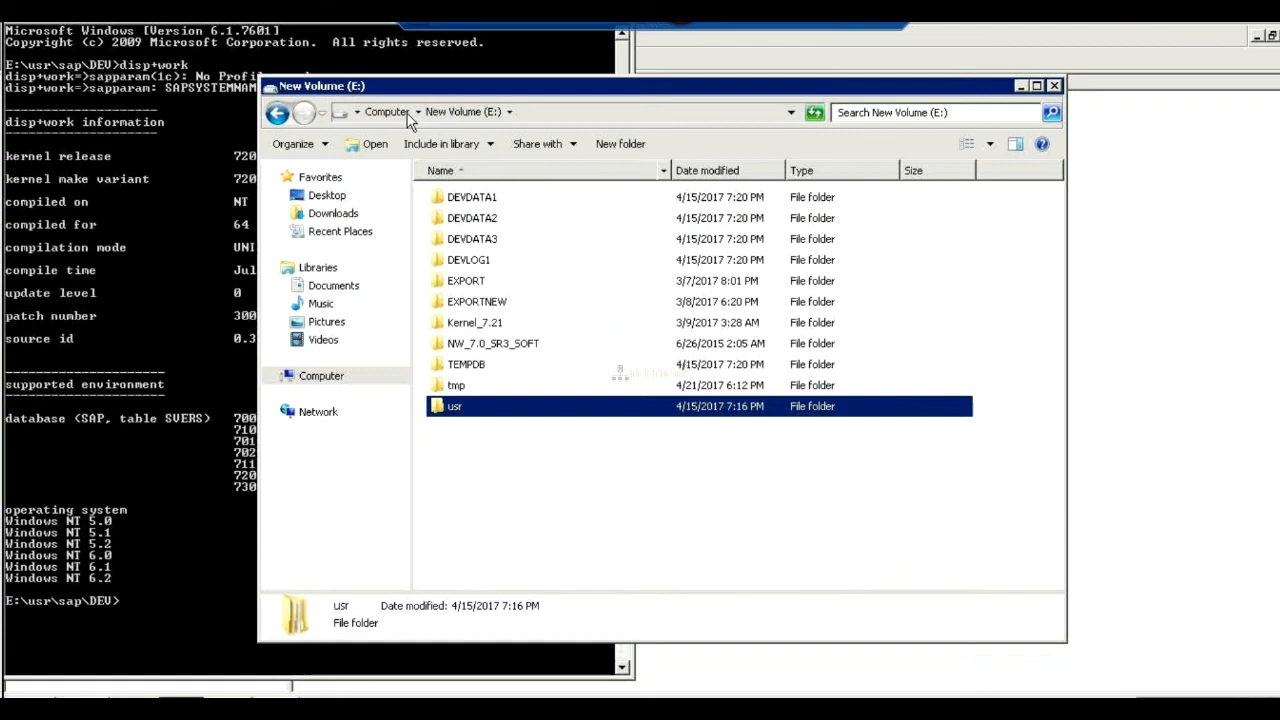 Microsoft Windows [Version 6.1.7601]
Copyright (c) 2009 Microsoft Corporation.  All rights reserved.
E:\usr\sap\DEV>disp+work
disp+work=>sapparam(1c): No Prof
disp+work=>sapparam: SAPSYSTEMNAM
disp+work information
kernel release 720
kernel make variant 720
compiled on NT
compiled for 64
compilation mode UNI
compile time Jul
update level 0
patch number 300
source id 0.3
supported environment
database (SAP, table SVERS) 700
710
701
702
711
720
730
operating system
Windows NT 5.0
Windows NT 5.1
Windows NT 5.2
Windows NT 6.0
Windows NT 6.1
Windows NT 6.2
E:\usr\sap\DEV>
New Volume (E:)
Computer New Volume (E:)
Search New Volume (E:)
Organize Open Include in library Share with New folder
Favorites
Desktop
Downloads
Recent Places
Libraries
Documents
Music
Pictures
Videos
Computer
Network
Name Date modified Type Size
DEVDATA1 4/15/2017 7:20 PM File folder
DEVDATA2 4/15/2017 7:20 PM File folder
DEVDATA3 4/15/2017 7:20 PM File folder
DEVLOG1 4/15/2017 7:20 PM File folder
EXPORT 3/7/2017 8:01 PM File folder
EXPORTNEW 3/8/2017 6:20 PM File folder
Kernel_7.21 3/9/2017 3:28 AM File folder
NW_7.0_SR3_SOFT 6/26/2015 2:05 AM File folder
TEMPDB 4/15/2017 7:20 PM File folder
tmp 4/21/2017 6:12 PM File folder
usr 4/15/2017 7:16 PM File folder
usr Date modified: 4/15/2017 7:16 PM
File folder